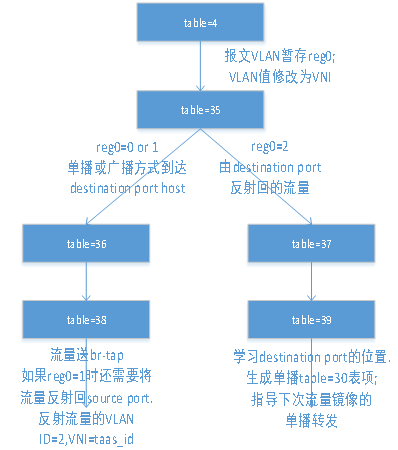 table=4
报文VLAN暂存reg0;
VLAN值修改为VNI
table=35
reg0=0 or 1
单播或广播方式到达
destination port host
reg0=2
由destination port
反射回的流量
table=36
table=37
table=38
table=39
流量送br-tap
如果reg0=1时还需要将
流量反射回source port.
反射流量的VLAN
ID=2,VNI=taas_id
学习destination port的位置.
生成单播table=30表项;
指导下次流量镜像的
单播转发